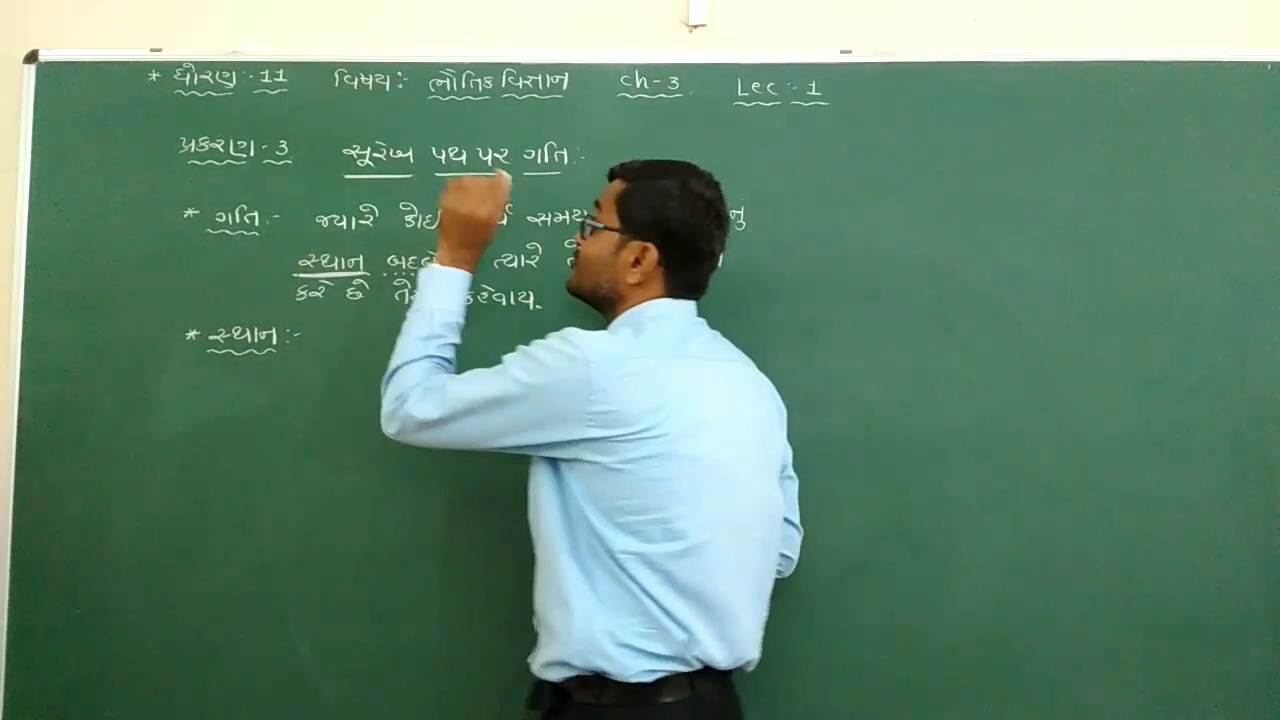 * ધોરણ :- 11 વિષય : ભૌતિક વિજ્ઞાન Ch-3 Lec :- 1
પ્રકરણ - 3 સુરેખ પથ પર ગતિ :-
* ગતિ :- જ્યારે કોઈ સમય નું
સ્થાન ત્યારે
કરે છે કહેવાય.
* સ્થાન :-